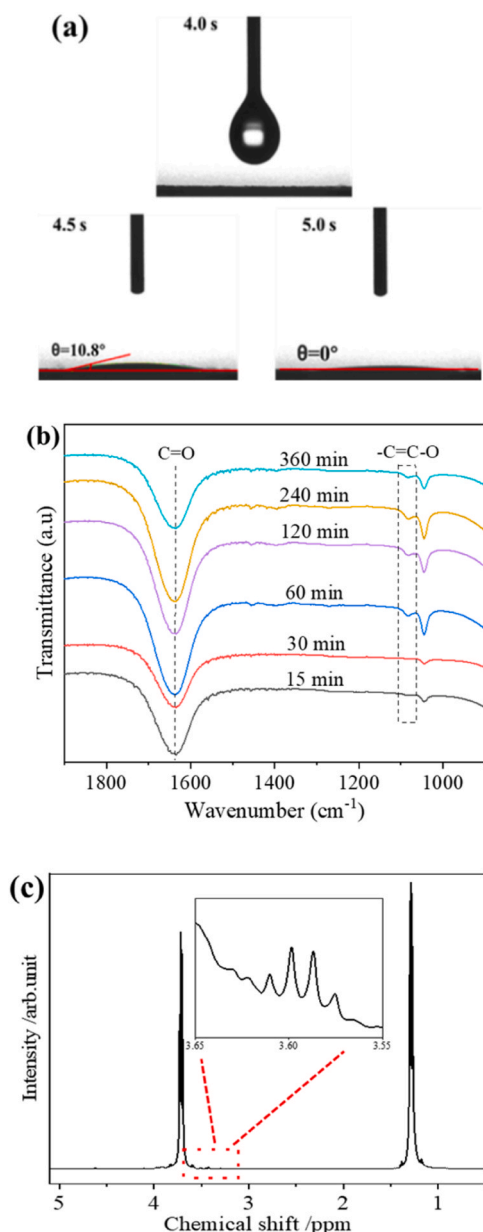 (a)
4.0 s
4.5 s
5.0 s
θ=10.8°
θ=0°
(b)
C=O
-C=C-O
360 min
240 min
120 min
60 min
30 min
15 min
Transmittance (a.u)
1800 1600 1400 1200 1000
Wavenumber (cm⁻¹)
(c)
Intensity /arb.unit
3.65 3.60 3.55
5 4 3 2 1
Chemical shift /ppm